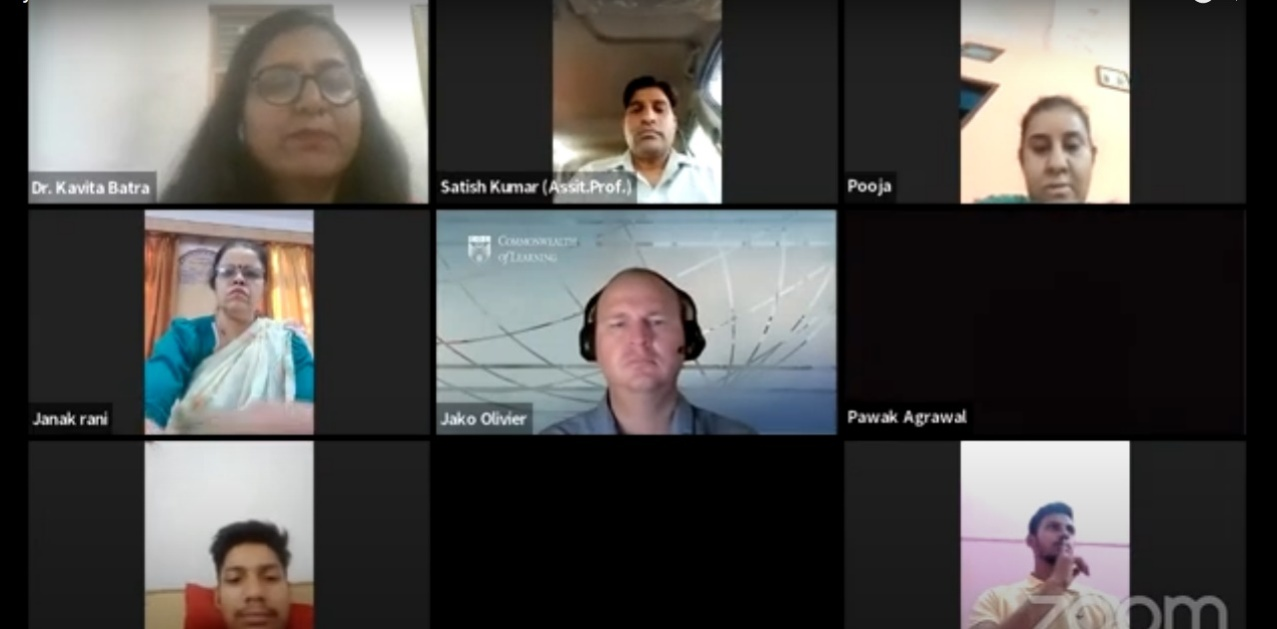 Dr. Kavita Batra
Satish Kumar (Assit.Prof.)
Pooja
COMMONWEALTH
of LEARNING
Janak rani
Jako Olivier
Pawak Agrawal
zoom